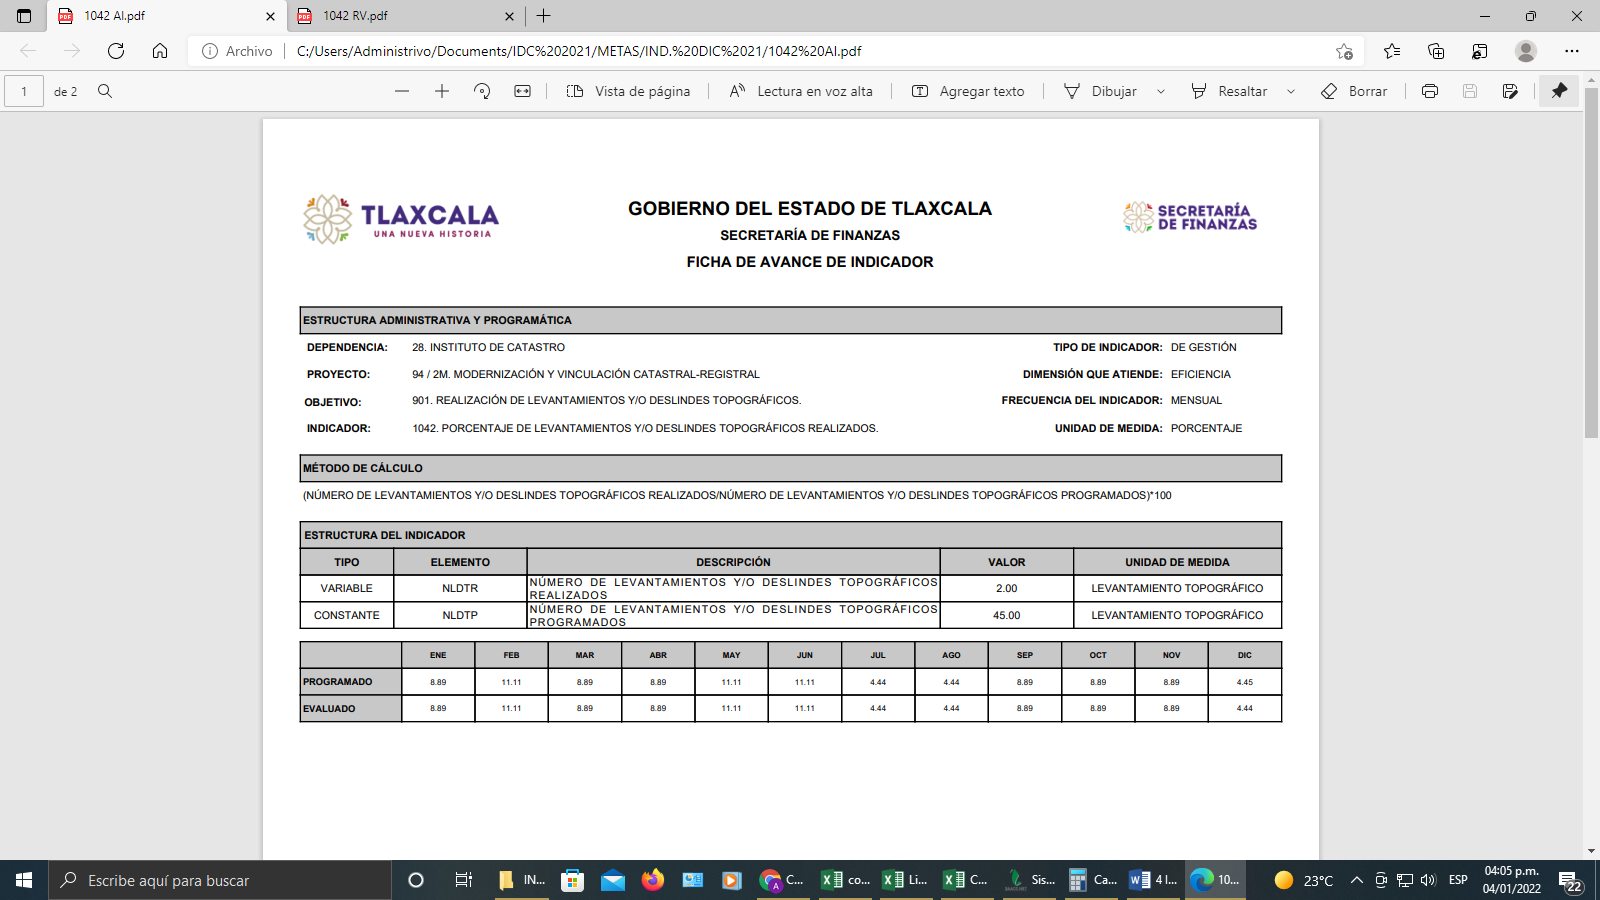 1042 AI.pdf
1042 RV.pdf
Archivo
C:/Users/Administrivo/Documents/IDC%202021/METAS/IND.%20DIC%2021/1042%20AI.pdf
1 de 2
Vista de página
Lectura en voz alta
Agregar texto
Dibujar
Resaltar
Borrar
TLAXCALA
UNA NUEVA HISTORIA
GOBIERNO DEL ESTADO DE TLAXCALA
SECRETARÍA DE FINANZAS
FICHA DE AVANCE DE INDICADOR
SECRETARÍA
DE FINANZAS
ESTRUCTURA ADMINISTRATIVA Y PROGRAMÁTICA
DEPENDENCIA: 28. INSTITUTO DE CATASTRO TIPO DE INDICADOR: DE GESTIÓN
PROYECTO: 94 / 2M. MODERNIZACIÓN Y VINCULACIÓN CATASTRAL-REGISTRAL DIMENSIÓN QUE ATIENDE: EFICIENCIA
OBJETIVO: 901. REALIZACIÓN DE LEVANTAMIENTOS Y/O DESLINDES TOPOGRÁFICOS. FRECUENCIA DEL INDICADOR: MENSUAL
INDICADOR: 1042. PORCENTAJE DE LEVANTAMIENTOS Y/O DESLINDES TOPOGRÁFICOS REALIZADOS. UNIDAD DE MEDIDA: PORCENTAJE
MÉTODO DE CÁLCULO
(NÚMERO DE LEVANTAMIENTOS Y/O DESLINDES TOPOGRÁFICOS REALIZADOS/NÚMERO DE LEVANTAMIENTOS Y/O DESLINDES TOPOGRÁFICOS PROGRAMADOS)*100
ESTRUCTURA DEL INDICADOR
TIPO ELEMENTO DESCRIPCIÓN VALOR UNIDAD DE MEDIDA
VARIABLE NLDTR NÚMERO DE LEVANTAMIENTOS Y/O DESLINDES TOPOGRÁFICOS REALIZADOS 2.00 LEVANTAMIENTO TOPOGRÁFICO
CONSTANTE NLDTP NÚMERO DE LEVANTAMIENTOS Y/O DESLINDES TOPOGRÁFICOS PROGRAMADOS 45.00 LEVANTAMIENTO TOPOGRÁFICO
ENE FEB MAR ABR MAY JUN JUL AGO SEP OCT NOV DIC
PROGRAMADO 8.89 11.11 8.89 8.89 11.11 11.11 4.44 4.44 8.89 8.89 8.89 4.45
EVALUADO 8.89 11.11 8.89 8.89 11.11 11.11 4.44 4.44 8.89 8.89 8.89 4.44
Escribe aquí para buscar
IN...
C...
co...
Li...
C...
Sis...
Ca...
4 I...
10...
23°C
ESP
04:05 p.m.
04/01/2022
22